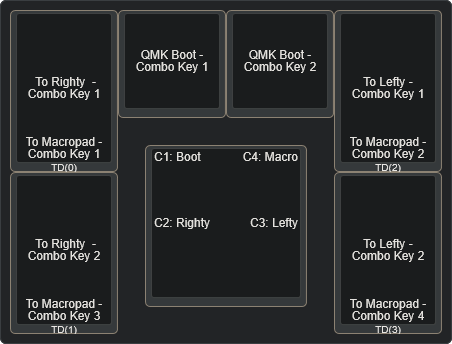 To Righty -
Combo Key 1
To Macropad -
Combo Key 1
TD(0)
QMK Boot -
Combo Key 1
QMK Boot -
Combo Key 2
To Lefty -
Combo Key 1
To Macropad -
Combo Key 2
TD(2)
C1: Boot
C4: Macro
C2: Righty
C3: Lefty
To Righty -
Combo Key 2
To Macropad -
Combo Key 3
TD(1)
To Lefty -
Combo Key 2
To Macropad -
Combo Key 4
TD(3)